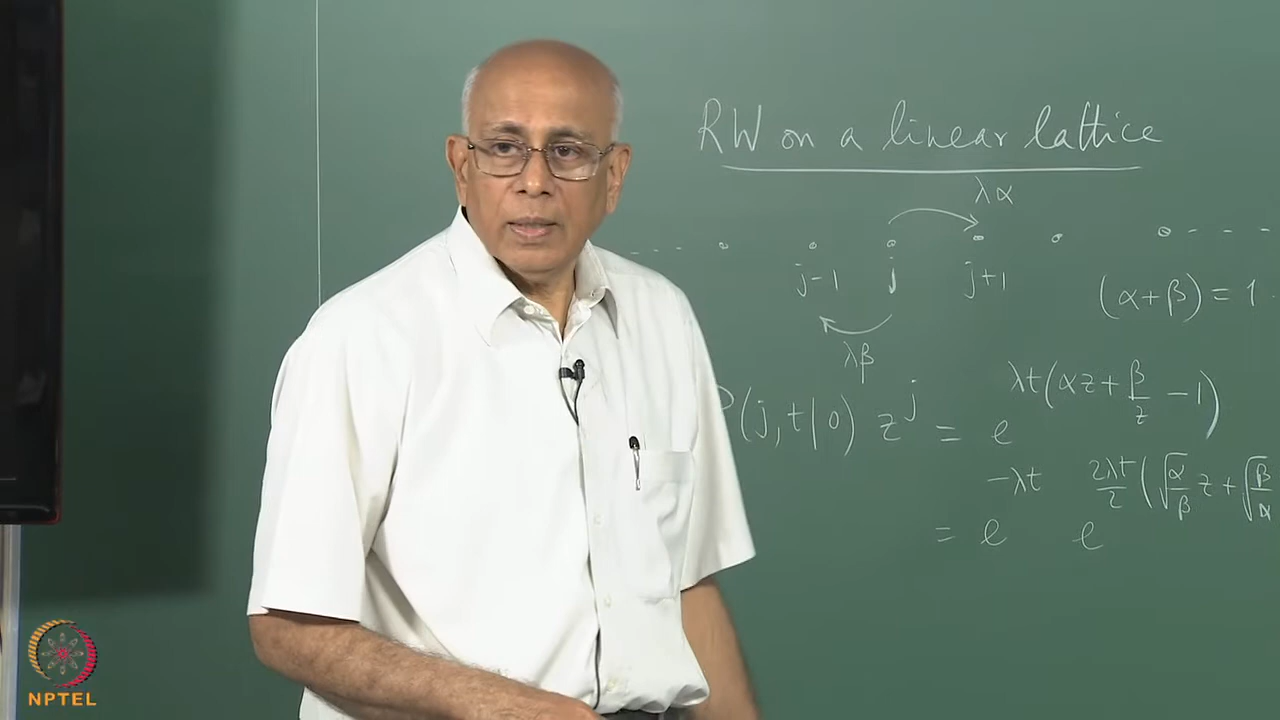 RW on a linear lattice
λα
j-1 j j+1
(α+β) = 1
λβ
(j,t|0) z^j = e^{λt(αz + β/z - 1)}
= e^{-λt} e^{2λt/2 (√(α/β) z + √(β/α)
NPTEL